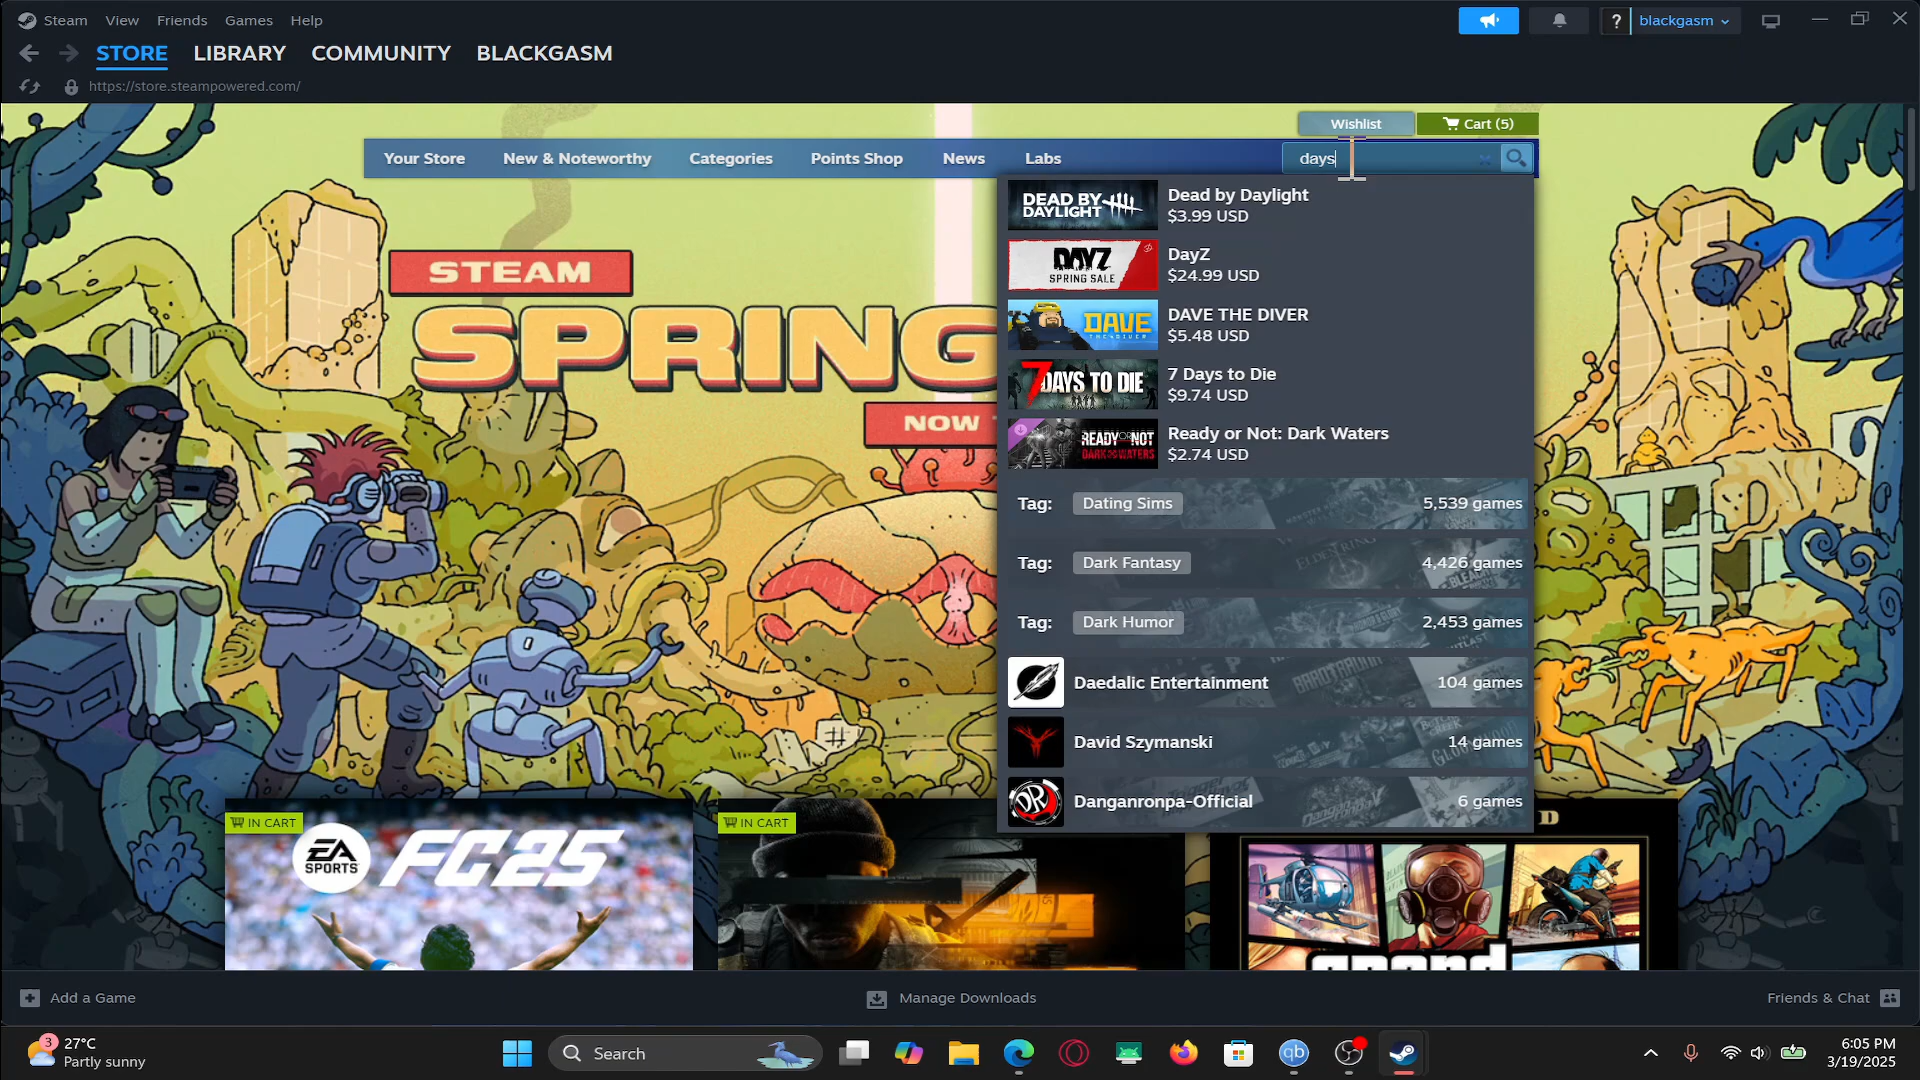 Steam View Friends Games Help
? blackgasm
STORE LIBRARY COMMUNITY BLACKGASM
https://store.steampowered.com/
Wishlist Cart (5)
Your Store New & Noteworthy Categories Points Shop News Labs days
DEAD BY DAYLIGHT
Dead by Daylight
$3.99 USD
DAYZ
SPRING SALE
DayZ
$24.99 USD
DAVE THE DIVER
DAVE THE DIVER
$5.48 USD
7 DAYS TO DIE
7 Days to Die
$9.74 USD
READY OR NOT
DARK WATERS
Ready or Not: Dark Waters
$2.74 USD
STEAM
SPRING
NOW
Tag: Dating Sims 5,539 games
Tag: Dark Fantasy 4,426 games
Tag: Dark Humor 2,453 games
Daedalic Entertainment 104 games
David Szymanski 14 games
DR Danganronpa-Official 6 games
IN CART
EA SPORTS FC25
IN CART
D
grand
Add a Game Manage Downloads Friends & Chat
3 27°C
Partly sunny
Search
qb
6:05 PM
3/19/2025